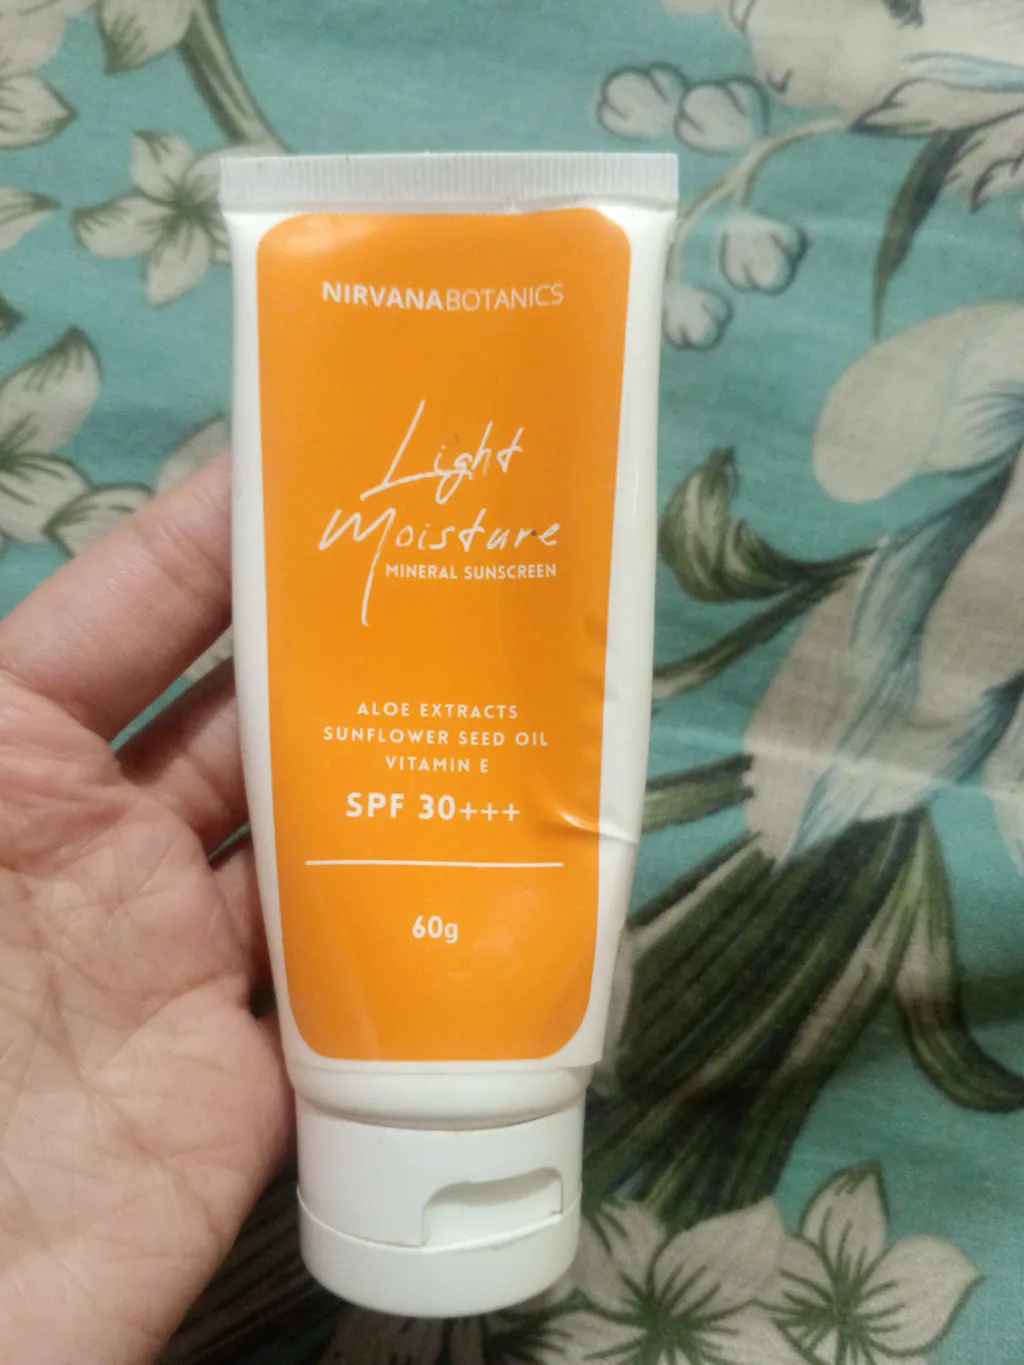 NIRVANABOTANICS
Light
Moisture
MINERAL SUNSCREEN
ALOE EXTRACTS
SUNFLOWER SEED OIL
VITAMIN E
SPF 30+++
60g